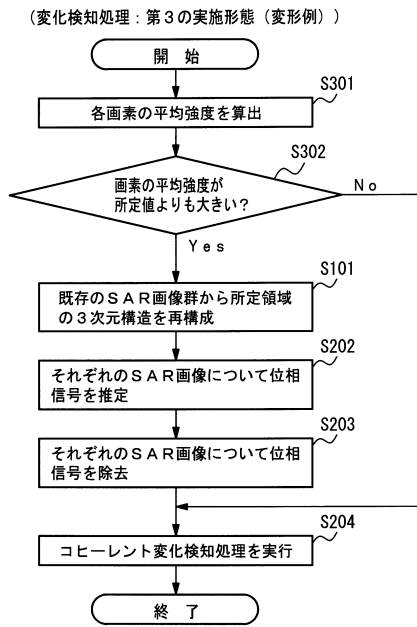 （変化検知処理：第３の実施形態（変形例））
開　始
S301
各画素の平均強度を算出
S302
画素の平均強度が
所定値よりも大きい？
No
Yes
S101
既存のＳＡＲ画像群から所定領域
の３次元構造を再構成
S202
それぞれのＳＡＲ画像について位相
信号を推定
S203
それぞれのＳＡＲ画像について位相
信号を除去
S204
コヒーレント変化検知処理を実行
終　了